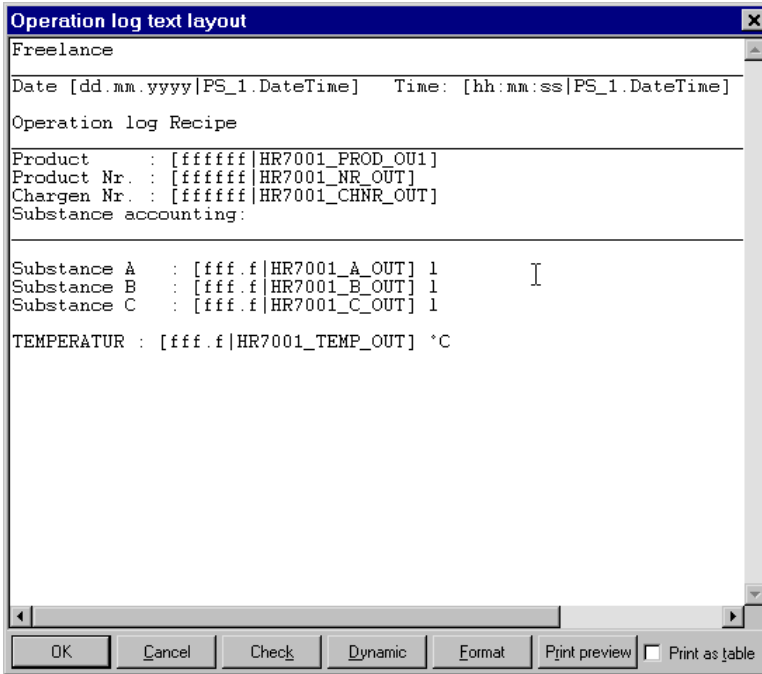 Operation log text layout
Freelance
Date [dd.mm.yyyy|PS_1.DateTime]   Time: [hh:mm:ss|PS_1.DateTime]
Operation log Recipe
Product     : [ffffff|HR7001_PROD_OU1]
Product Nr. : [ffffff|HR7001_NR_OUT]
Chargen Nr. : [ffffff|HR7001_CHNR_OUT]
Substance accounting:
Substance A   : [fff.f|HR7001_A_OUT] l
Substance B   : [fff.f|HR7001_B_OUT] l
Substance C   : [fff.f|HR7001_C_OUT] l
TEMPERATUR : [fff.f|HR7001_TEMP_OUT] °C
OK Cancel Check Dynamic Format Print preview Print as table